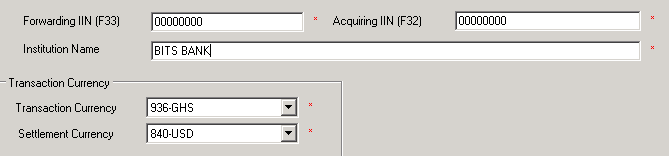 Forwarding IIN (F33) 00000000 * Acquiring IIN (F32) 00000000 *
Institution Name BITS BANK *
Transaction Currency
Transaction Currency 936-GHS *
Settlement Currency 840-USD *